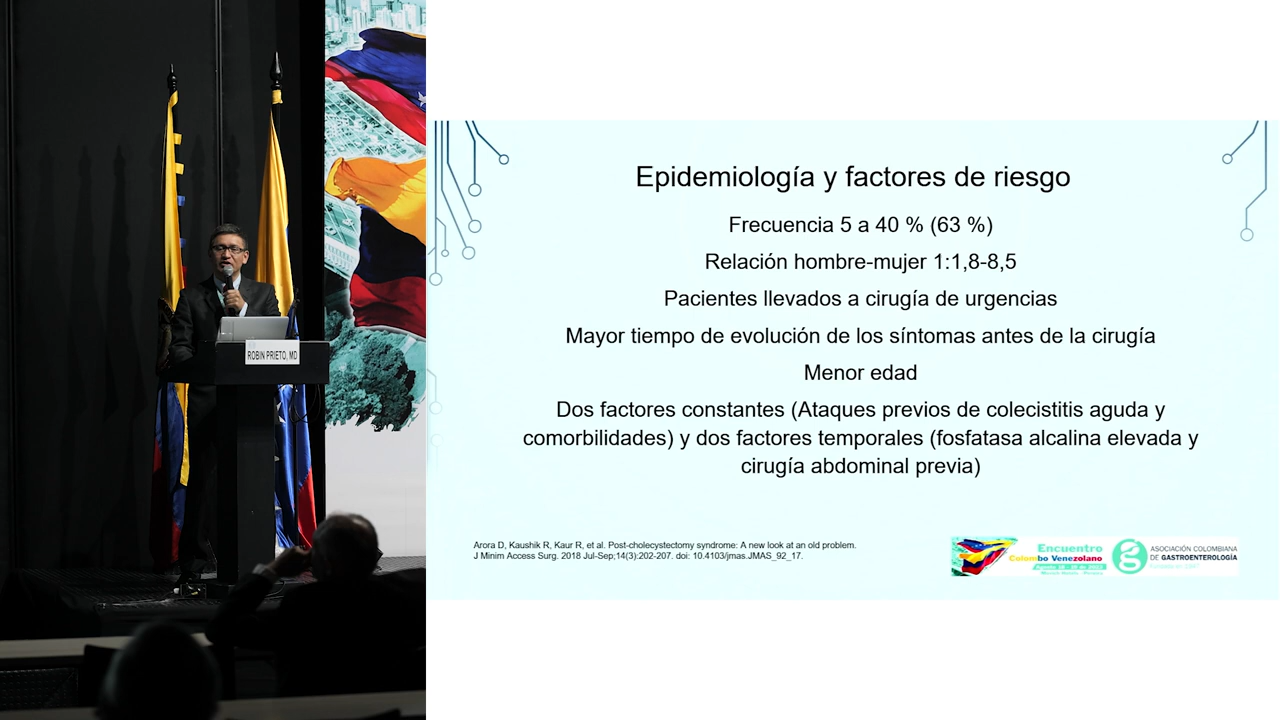 ROBIN PRIETO, MD
Epidemiología y factores de riesgo
Frecuencia 5 a 40 % (63 %)
Relación hombre-mujer 1:1,8-8,5
Pacientes llevados a cirugía de urgencias
Mayor tiempo de evolución de los síntomas antes de la cirugía
Menor edad
Dos factores constantes (Ataques previos de colecistitis aguda y
comorbilidades) y dos factores temporales (fosfatasa alcalina elevada y
cirugía abdominal previa)
Arora D, Kaushik R, Kaur R, et al. Post-cholecystectomy syndrome: A new look at an old problem.
J Minim Access Surg. 2018 Jul-Sep;14(3):202-207. doi: 10.4103/jmas.JMAS_92_17.
Encuentro
Colombo Venezolano
ASOCIACIÓN COLOMBIANA
DE GASTROENTEROLOGÍA